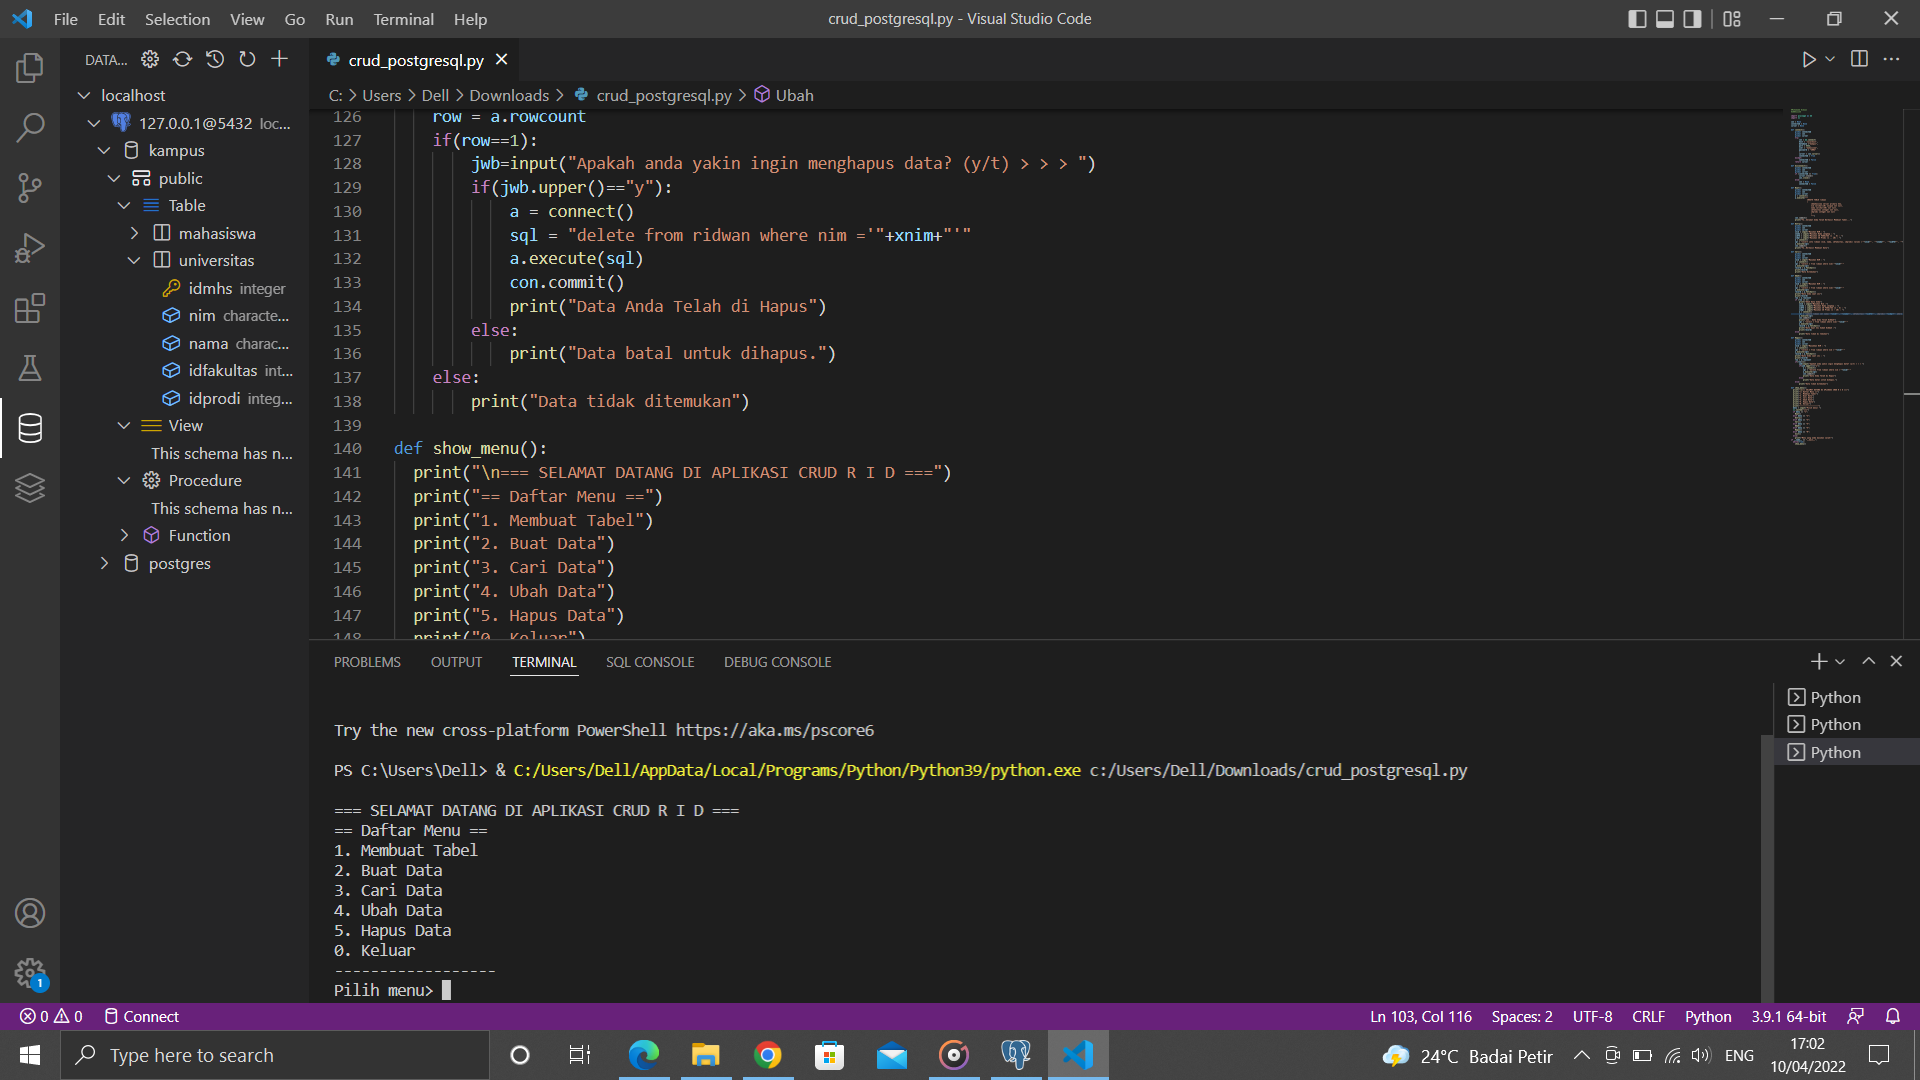 File Edit Selection View Go Run Terminal Help
crud_postgresql.py - Visual Studio Code
DATA...
crud_postgresql.py
C: > Users > Dell > Downloads > crud_postgresql.py > Ubah
localhost
127.0.0.1@5432 loc...
kampus
public
Table
mahasiswa
universitas
idmhs integer
nim characte...
nama charac...
idfakultas int...
idprodi integ...
View
This schema has n...
Procedure
This schema has n...
Function
postgres
126 row = a.rowcount
127 if(row==1):
128 jwb=input("Apakah anda yakin ingin menghapus data? (y/t) > > > ")
129 if(jwb.upper()=="y"):
130 a = connect()
131 sql = "delete from ridwan where nim ='"+xnim+"'"
132 a.execute(sql)
133 con.commit()
134 print("Data Anda Telah di Hapus")
135 else:
136 print("Data batal untuk dihapus.")
137 else:
138 print("Data tidak ditemukan")
139
140 def show_menu():
141 print("\n=== SELAMAT DATANG DI APLIKASI CRUD R I D ===")
142 print("== Daftar Menu ==")
143 print("1. Membuat Tabel")
144 print("2. Buat Data")
145 print("3. Cari Data")
146 print("4. Ubah Data")
147 print("5. Hapus Data")
148 print("0. Keluar")
PROBLEMS OUTPUT TERMINAL SQL CONSOLE DEBUG CONSOLE
Try the new cross-platform PowerShell https://aka.ms/pscore6
PS C:\Users\Dell> & C:/Users/Dell/AppData/Local/Programs/Python/Python39/python.exe c:/Users/Dell/Downloads/crud_postgresql.py
=== SELAMAT DATANG DI APLIKASI CRUD R I D ===
== Daftar Menu ==
1. Membuat Tabel
2. Buat Data
3. Cari Data
4. Ubah Data
5. Hapus Data
0. Keluar
------------------
Pilih menu>
Python
Python
Python
1
0 0 Connect
Ln 103, Col 116 Spaces: 2 UTF-8 CRLF Python 3.9.1 64-bit
Type here to search
24°C Badai Petir
ENG
17:02
10/04/2022